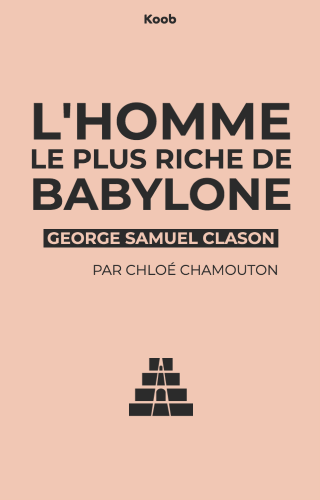 Koob
L'HOMME
LE PLUS RICHE DE
BABYLONE
GEORGE SAMUEL CLASON
PAR CHLOÉ CHAMOUTON